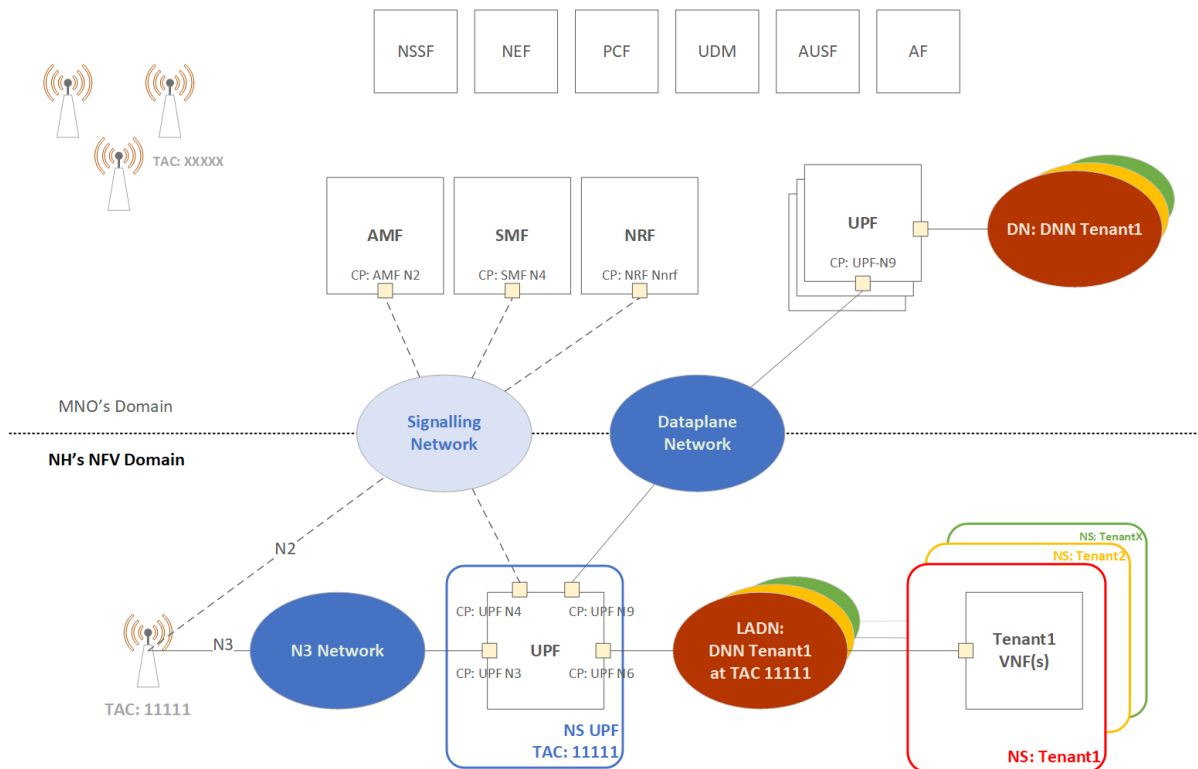 NSSF
NEF
PCF
UDM
AUSF
AF
TAC: XXXXX
AMF
CP: AMF N2
SMF
CP: SMF N4
NRF
CP: NRF Nnrf
UPF
CP: UPF-N9
DN: DNN Tenant1
MNO's Domain
Signalling
Network
Dataplane
Network
NH's NFV Domain
N2
N3
TAC: 11111
N3 Network
CP: UPF N4
CP: UPF N9
UPF
CP: UPF N3
CP: UPF N6
NS UPF
TAC: 11111
LADN:
DNN Tenant1
at TAC 11111
NS: TenantX
NS: Tenant2
Tenant1
VNF(s)
NS: Tenant1